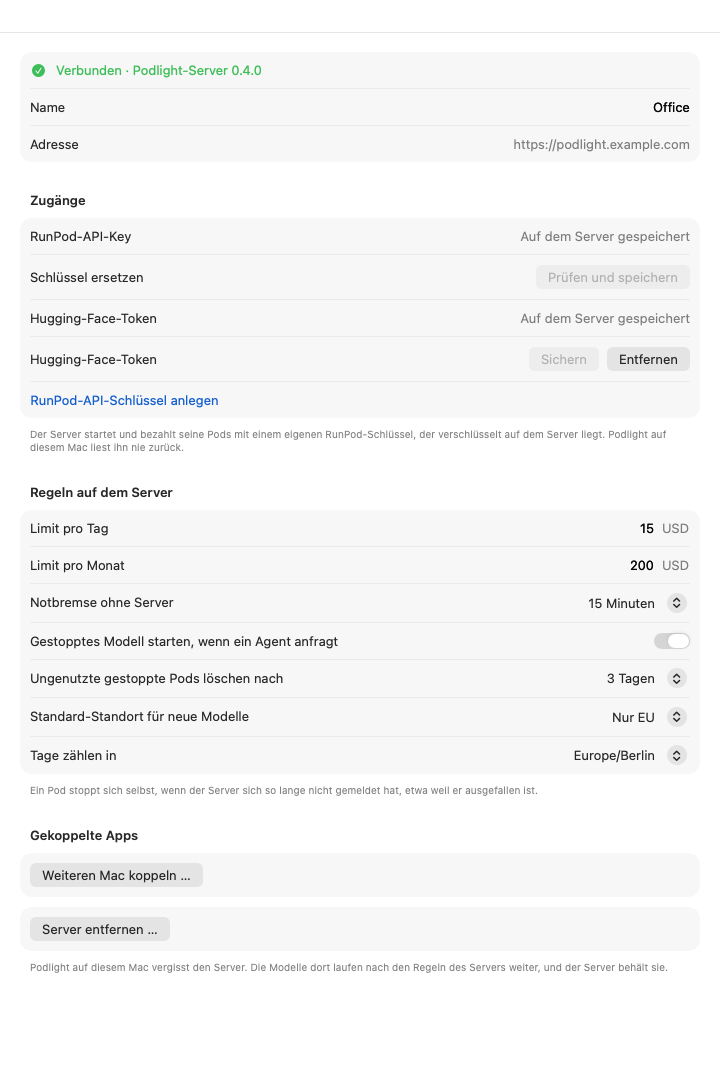 Verbunden · Podlight-Server 0.4.0
Name Office
Adresse https://podlight.example.com
Zugänge
RunPod-API-Key Auf dem Server gespeichert
Schlüssel ersetzen Prüfen und speichern
Hugging-Face-Token Auf dem Server gespeichert
Hugging-Face-Token Sichern Entfernen
RunPod-API-Schlüssel anlegen
Der Server startet und bezahlt seine Pods mit einem eigenen RunPod-Schlüssel, der verschlüsselt auf dem Server liegt. Podlight auf
diesem Mac liest ihn nie zurück.
Regeln auf dem Server
Limit pro Tag 15 USD
Limit pro Monat 200 USD
Notbremse ohne Server 15 Minuten
Gestopptes Modell starten, wenn ein Agent anfragt
Ungenutzte gestoppte Pods löschen nach 3 Tagen
Standard-Standort für neue Modelle Nur EU
Tage zählen in Europe/Berlin
Ein Pod stoppt sich selbst, wenn der Server sich so lange nicht gemeldet hat, etwa weil er ausgefallen ist.
Gekoppelte Apps
Weiteren Mac koppeln ...
Server entfernen ...
Podlight auf diesem Mac vergisst den Server. Die Modelle dort laufen nach den Regeln des Servers weiter, und der Server behält sie.